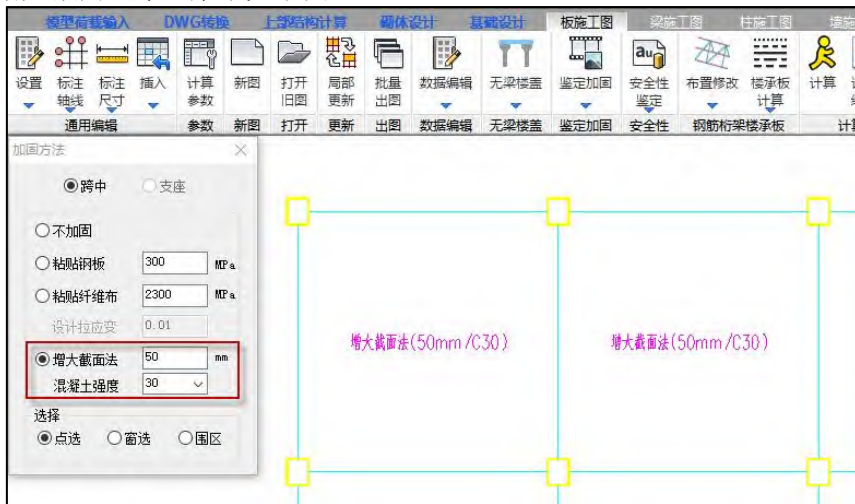 模型荷载输入 DWG转换 上部结构计算 砌体设计 基础设计 板施工图 梁施工图 柱施工图
设置 标注轴线 标注尺寸 插入 计算参数 新图 打开旧图 局部更新 批量出图 数据编辑 无梁楼盖 鉴定加固 安全性鉴定 布置修改 楼承板计算 计算
通用编辑 参数 新图 打开 更新 出图 数据编辑 无梁楼盖 鉴定加固 安全性 钢筋桁架楼承板
加固方法
跨中 支座
不加固
粘贴钢板 300 MPa
粘贴纤维布 2300 MPa
设计拉应变 0.01
增大截面法 50 mm
混凝土强度 30
选择
点选 窗选 围区
增大截面法(50mm/C30) 增大截面法(50mm/C30)